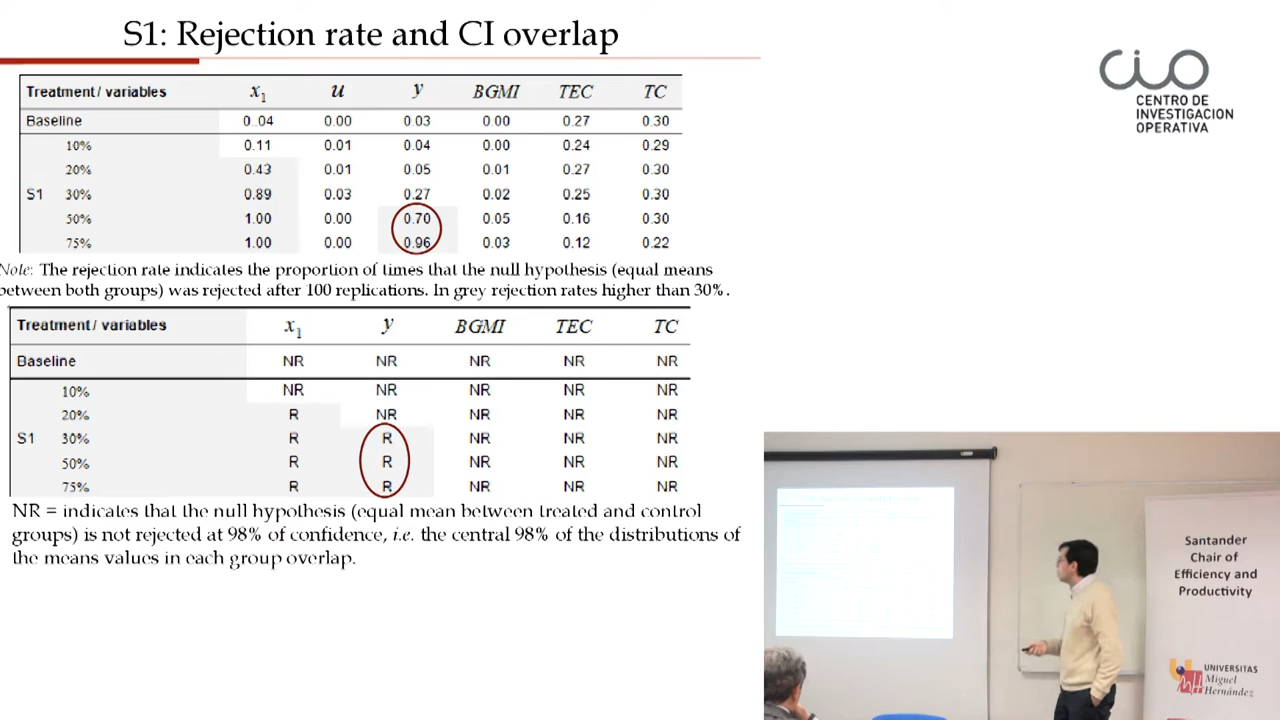 S1: Rejection rate and CI overlap
Treatment / variables x1 u y BGMI TEC TC
Baseline 0..04 0.00 0.03 0.00 0.27 0.30
10% 0.11 0.01 0.04 0.00 0.24 0.29
20% 0.43 0.01 0.05 0.01 0.27 0.30
S1 30% 0.89 0.03 0.27 0.02 0.25 0.30
50% 1.00 0.00 0.70 0.05 0.16 0.30
75% 1.00 0.00 0.96 0.03 0.12 0.22
Note: The rejection rate indicates the proportion of times that the null hypothesis (equal means
between both groups) was rejected after 100 replications. In grey rejection rates higher than 30%.
Treatment / variables x1 y BGMI TEC TC
Baseline NR NR NR NR NR
10% NR NR NR NR NR
20% R NR NR NR NR
S1 30% R R NR NR NR
50% R R NR NR NR
75% R R NR NR NR
NR = indicates that the null hypothesis (equal mean between treated and control
groups) is not rejected at 98% of confidence, i.e. the central 98% of the distributions of
the means values in each group overlap.
CIO
CENTRO DE
INVESTIGACION
OPERATIVA
Santander
Chair of
Efficiency and
Productivity
UNIVERSITAS
Miguel
Hernández